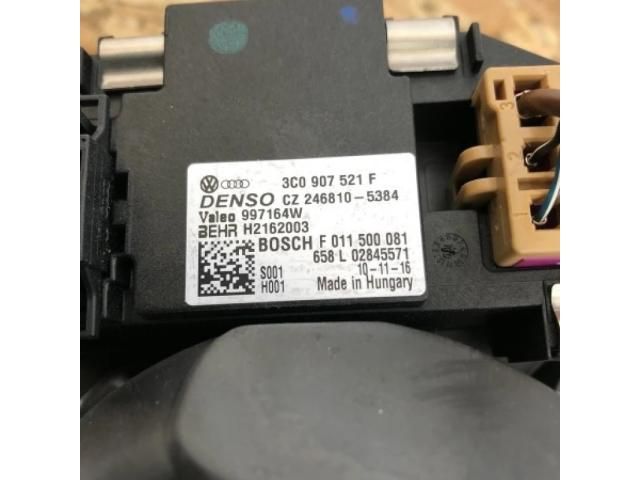 3C0 907 521 F
DENSO CZ 246810-5384
Valeo 997164W
BEHR H2162003
BOSCH F 011 500 081
658 L 02845571
S001 10-11-16
H001 Made in Hungary
3
2